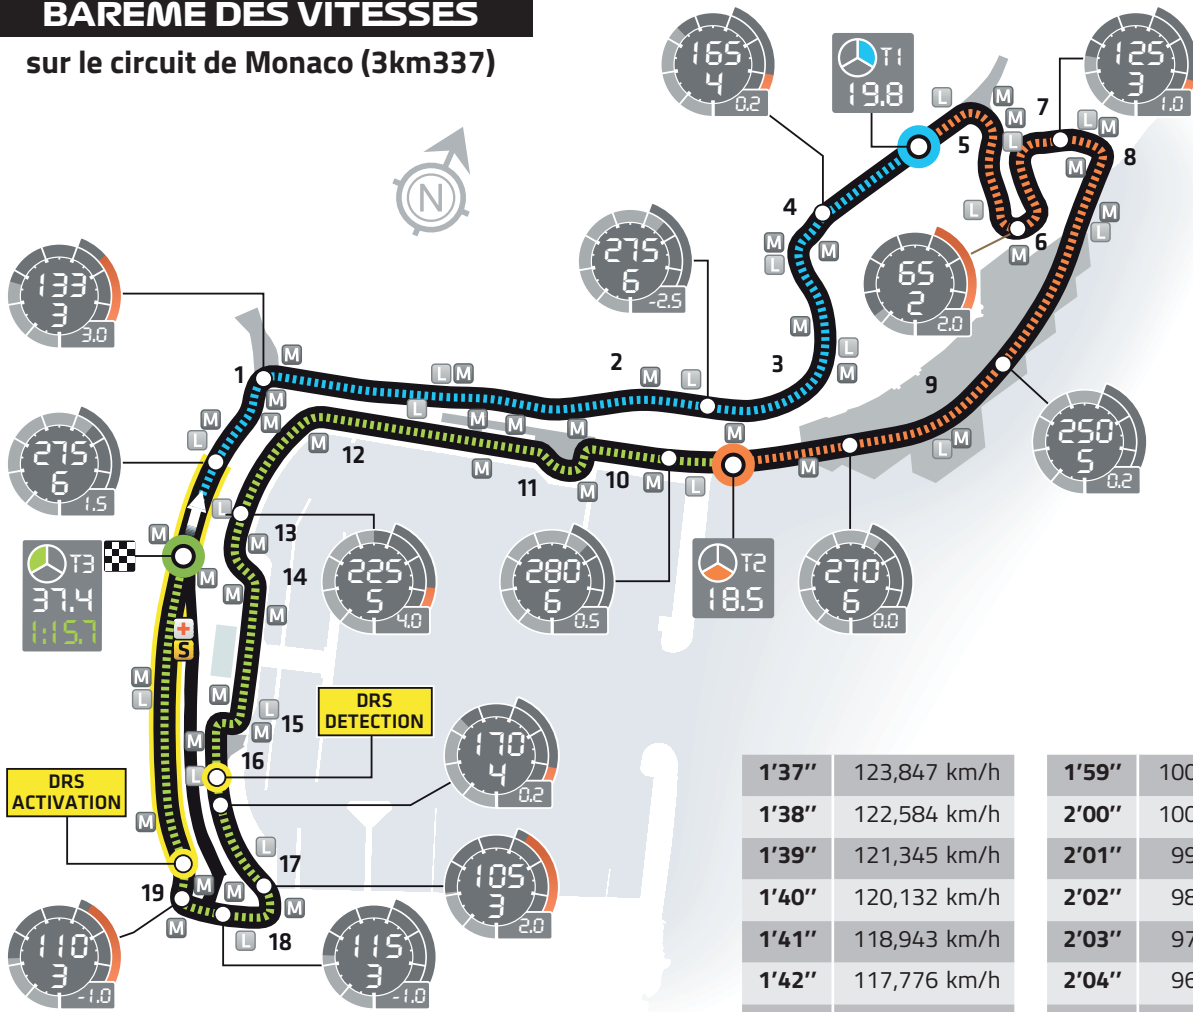 BARÈME DES VITESSES
sur le circuit de Monaco (3km337)
165
4
0.2
T1
19.8
125
3
1.0
L
M
M
L
7
L
M
5
8
M
4
L
M
L
6
M
L
M
M
N
275
6
-2.5
65
2
2.0
133
3
3.0
M
L
M
3
1
M
L
M
2
M
L
9
M
M
L
M
M
M
M
L
M
275
6
1.5
M
12
M
11
M
10
M
L
M
L
M
250
5
0.2
L
13
M
M
M
14
M
M
T3
37.4
1:15.7
225
5
4.0
280
6
0.5
T2
18.5
270
6
0.0
+
S
M
L
M
L
M
15
DRS
DETECTION
M
L
16
170
4
0.2
DRS
ACTIVATION
M
L
17
105
3
2.0
19
M
M
M
M
L
18
110
3
-1.0
115
3
-1.0
1'37'' 123,847 km/h 1'59'' 100
1'38'' 122,584 km/h 2'00'' 100
1'39'' 121,345 km/h 2'01'' 99
1'40'' 120,132 km/h 2'02'' 98
1'41'' 118,943 km/h 2'03'' 97
1'42'' 117,776 km/h 2'04'' 96